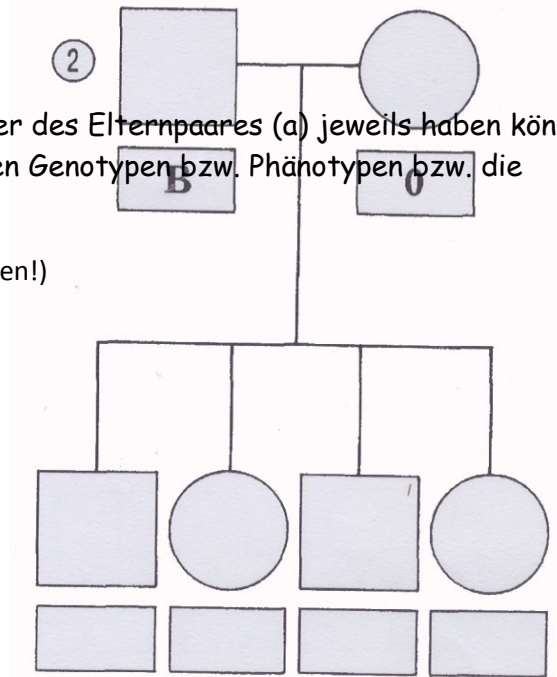 2
er des Elternpaares (a) jeweils haben kön
en Genotypen bzw. Phänotypen bzw. die
B 0
en!)